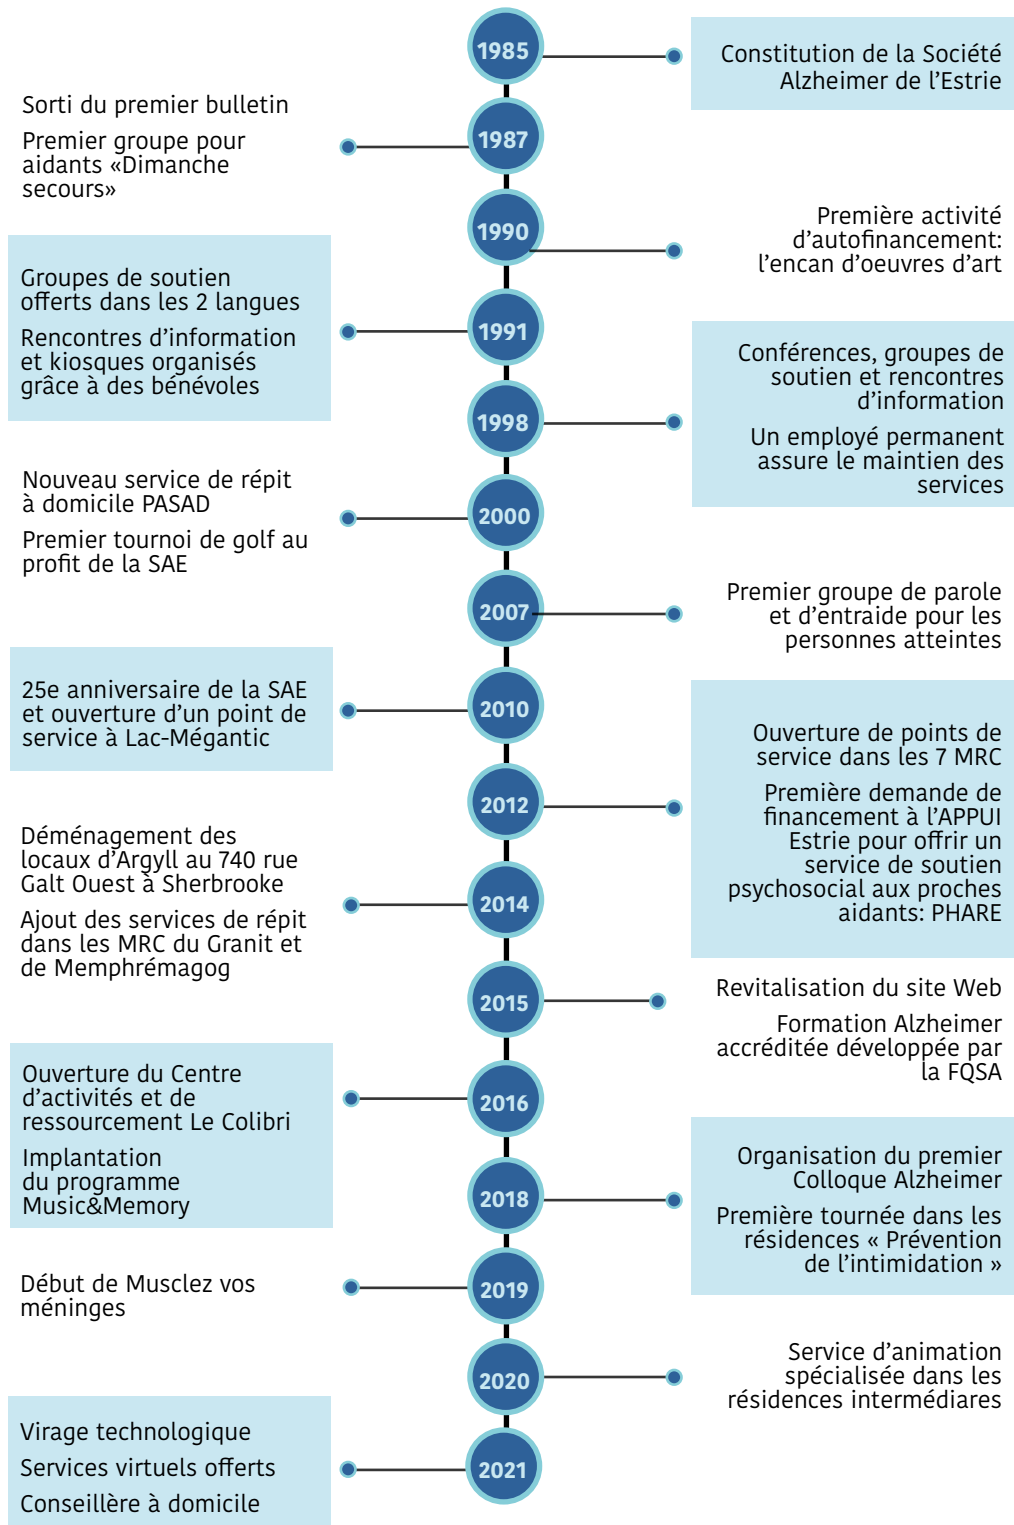 1985
Constitution de la Société
Alzheimer de l’Estrie
Sorti du premier bulletin
Premier groupe pour
aidants «Dimanche
secours»
1987
1990
Première activité
d’autofinancement:
l’encan d’oeuvres d’art
Groupes de soutien
offerts dans les 2 langues
Rencontres d’information
et kiosques organisés
grâce à des bénévoles
1991
1998
Conférences, groupes de
soutien et rencontres
d’information
Un employé permanent
assure le maintien des
services
Nouveau service de répit
à domicile PASAD
Premier tournoi de golf au
profit de la SAE
2000
2007
Premier groupe de parole
et d’entraide pour les
personnes atteintes
25e anniversaire de la SAE
et ouverture d’un point de
service à Lac-Mégantic
2010
2012
Ouverture de points de
service dans les 7 MRC
Première demande de
financement à l’APPUI
Estrie pour offrir un
service de soutien
psychosocial aux proches
aidants: PHARE
Déménagement des
locaux d’Argyll au 740 rue
Galt Ouest à Sherbrooke
Ajout des services de répit
dans les MRC du Granit et
de Memphrémagog
2014
2015
Revitalisation du site Web
Formation Alzheimer
accréditée développée par
la FQSA
Ouverture du Centre
d’activités et de
ressourcement Le Colibri
Implantation
du programme
Music&Memory
2016
2018
Organisation du premier
Colloque Alzheimer
Première tournée dans les
résidences « Prévention
de l’intimidation »
Début de Musclez vos
méninges
2019
2020
Service d’animation
spécialisée dans les
résidences intermédiares
Virage technologique
Services virtuels offerts
Conseillère à domicile
2021